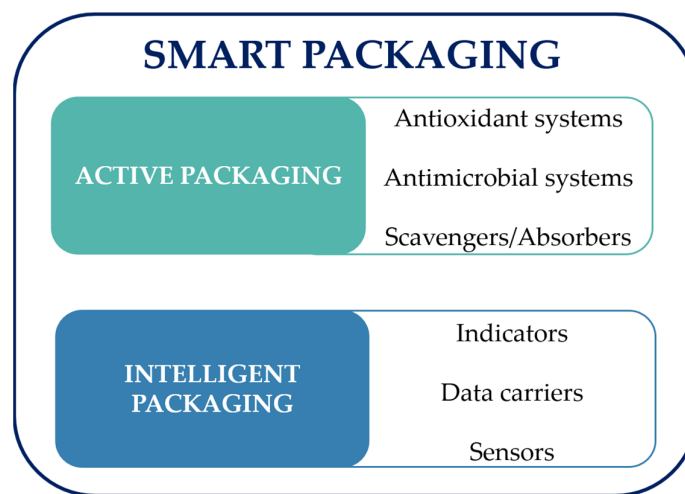 SMART PACKAGING
ACTIVE PACKAGING
Antioxidant systems
Antimicrobial systems
Scavengers/Absorbers
INTELLIGENT
PACKAGING
Indicators
Data carriers
Sensors